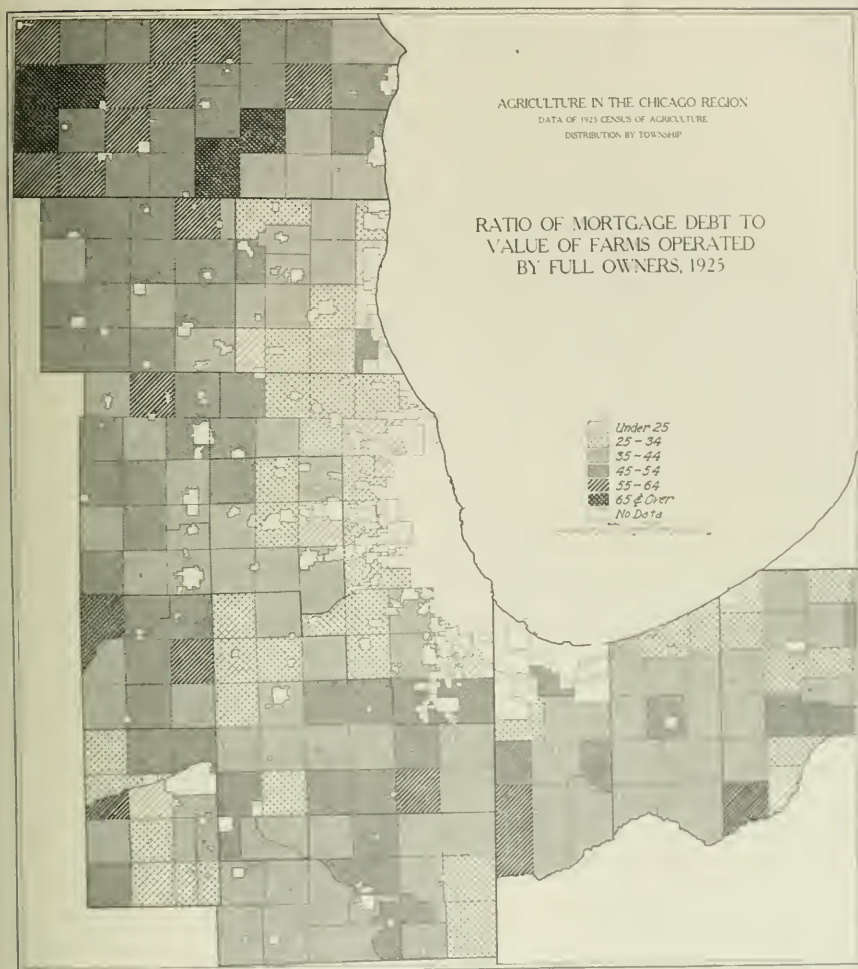 AGRICULTURE IN THE CHICAGO REGION
DATA OF 1925 CENSUS OF AGRICULTURE
DISTRIBUTION BY TOWNSHIP
RATIO OF MORTGAGE DEBT TO
VALUE OF FARMS OPERATED
BY FULL OWNERS, 1925
Under 25
25-34
35-44
45-54
55-64
65 & Over
No Data